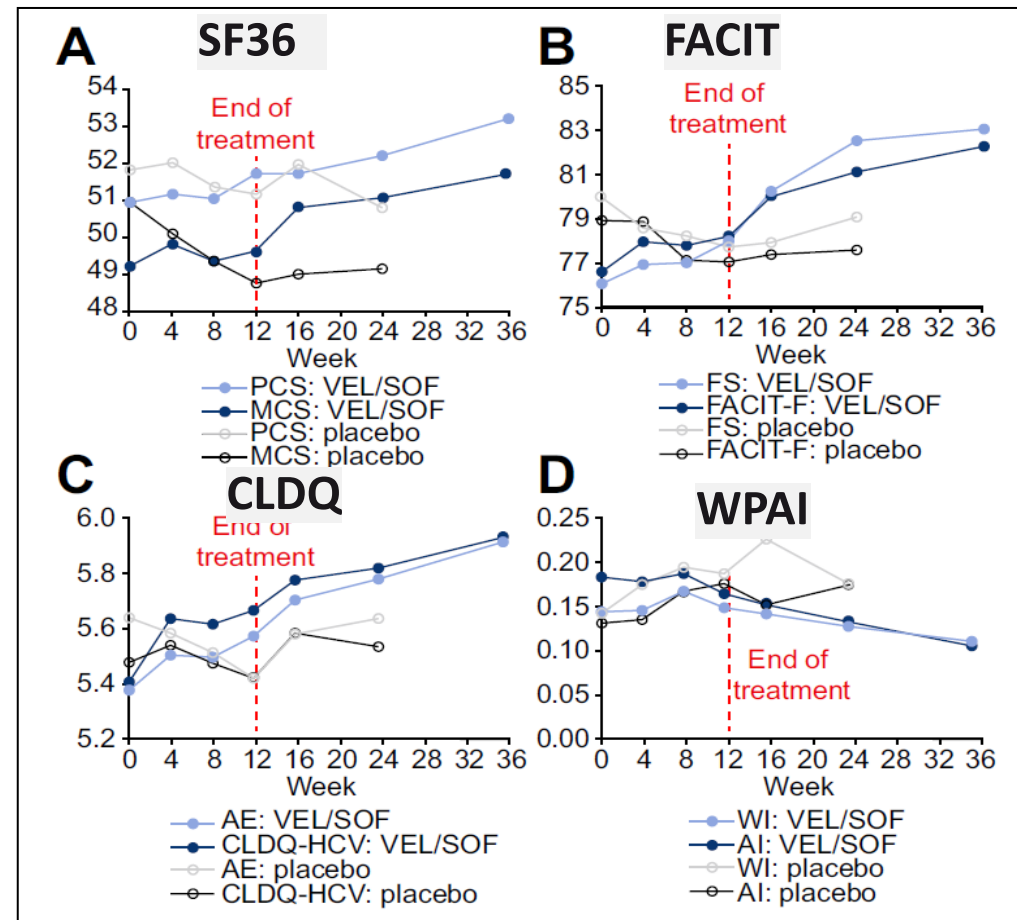 A SF36
54
53
52
51
50
49
48
End of
treatment
0 4 8 12 16 20 24 28 32 36
Week
PCS: VEL/SOF
MCS: VEL/SOF
PCS: placebo
MCS: placebo
B FACIT
85
83
81
79
77
75
End of
treatment
0 4 8 12 16 20 24 28 32 36
Week
FS: VEL/SOF
FACIT-F: VEL/SOF
FS: placebo
FACIT-F: placebo
C CLDQ
6.0
5.8
5.6
5.4
5.2
End of
treatment
0 4 8 12 16 20 24 28 32 36
Week
AE: VEL/SOF
CLDQ-HCV: VEL/SOF
AE: placebo
CLDQ-HCV: placebo
D WPAI
0.25
0.20
0.15
0.10
0.05
0.00
End of
treatment
0 4 8 12 16 20 24 28 32 36
Week
WI: VEL/SOF
AI: VEL/SOF
WI: placebo
AI: placebo